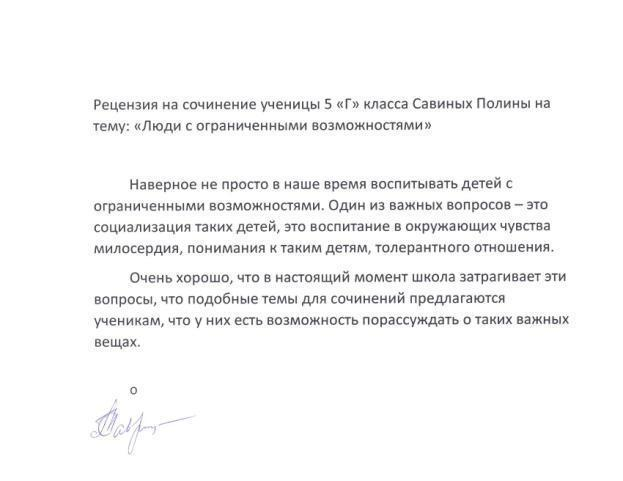 Рецензия на сочинение ученицы 5 «Г» класса Савиных Полины на
тему: «Люди с ограниченными возможностями»
Наверное не просто в наше время воспитывать детей с
ограниченными возможностями. Один из важных вопросов – это
социализация таких детей, это воспитание в окружающих чувства
милосердия, понимания к таким детям, толерантного отношения.
Очень хорошо, что в настоящий момент школа затрагивает эти
вопросы, что подобные темы для сочинений предлагаются
ученикам, что у них есть возможность порассуждать о таких важных
вещах.
о